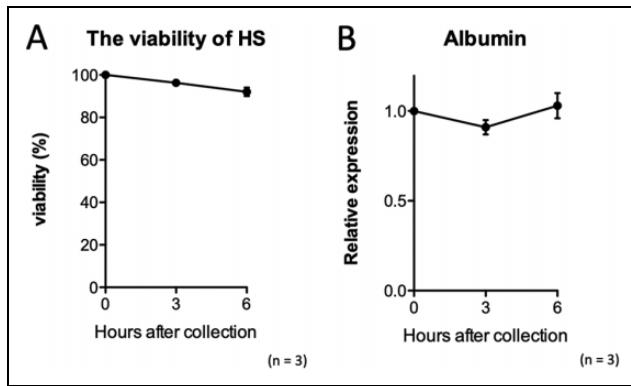 A
The viability of HS
100
80
60
40
20
0
viability (%)
0 3 6
Hours after collection
(n = 3)
B
Albumin
1.0
0.5
0.0
Relative expression
0 3 6
Hours after collection
(n = 3)